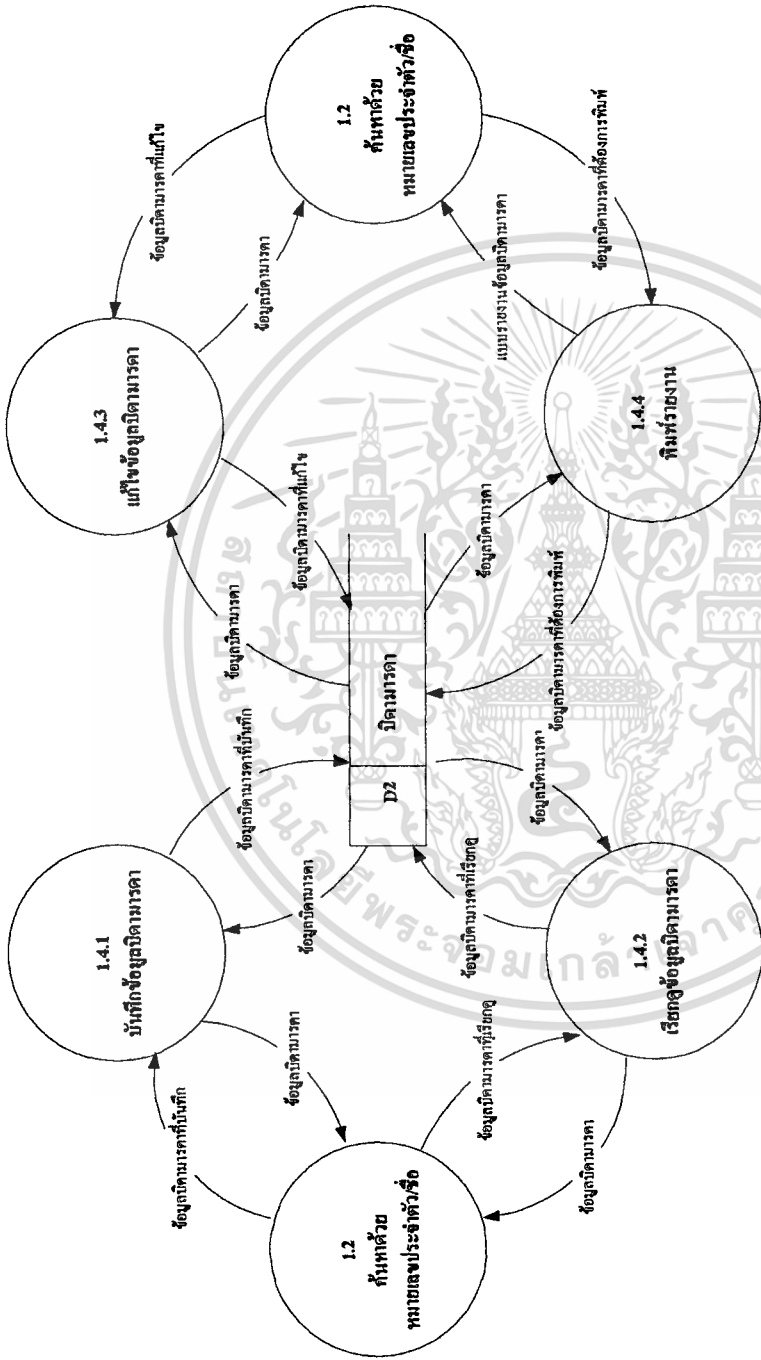 1.4.1
บันทึกข้อมูลบิดามารดา
1.4.3
แก้ไขข้อมูลบิดามารดา
ข้อมูลบิดามารดาที่บันทึก
ข้อมูลบิดามารดา
ข้อมูลบิดามารดา
ข้อมูลบิดามารดาที่บันทึก
ข้อมูลบิดามารดา
ข้อมูลบิดามารดาที่แก้ไข
ข้อมูลบิดามารดา
ข้อมูลบิดามารดาที่แก้ไข
1.2
ค้นหาด้วย
หมายเลขประจำตัว/ชื่อ
D2
บิดามารดา
1.2
ค้นหาด้วย
หมายเลขประจำตัว/ชื่อ
ข้อมูลบิดามารดาที่เรียกดู
ข้อมูลบิดามารดา
ข้อมูลบิดามารดาที่เรียกดู
ข้อมูลบิดามารดา
ข้อมูลบิดามารดาที่ต้องการพิมพ์
ข้อมูลบิดามารดา
แบบรายงานข้อมูลบิดามารดา
ข้อมูลบิดามารดาที่ต้องการพิมพ์
1.4.2
เรียกดูข้อมูลบิดามารดา
1.4.4
พิมพ์รายงาน